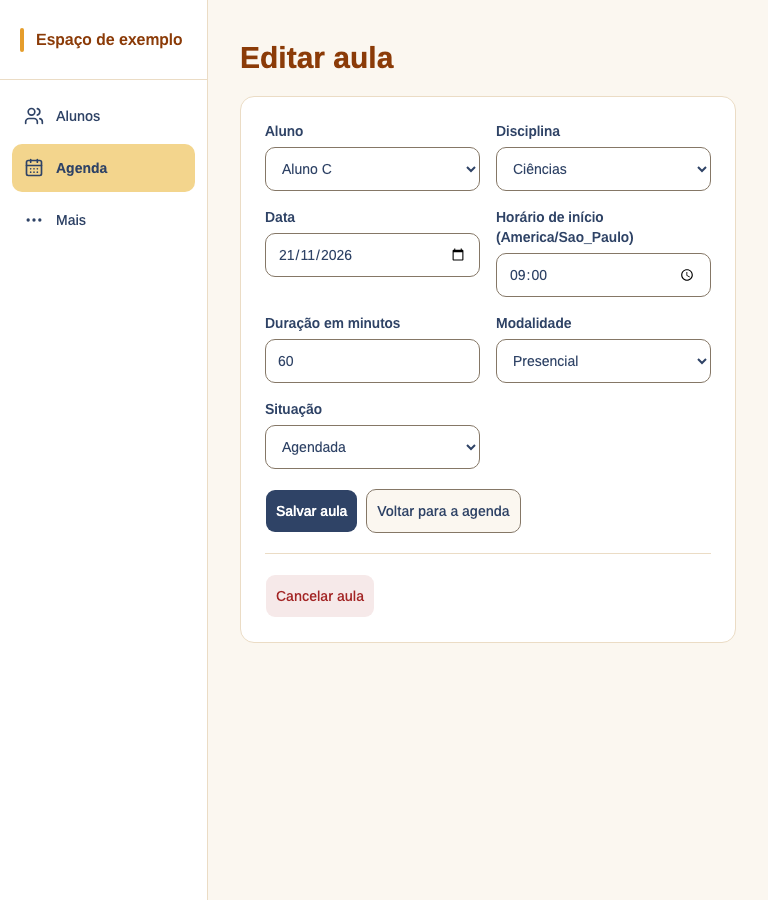 Espaço de exemplo
Alunos
Agenda
Mais
Editar aula
Aluno
Aluno C
Disciplina
Ciências
Data
21/11/2026
Horário de início
(America/Sao_Paulo)
09:00
Duração em minutos
60
Modalidade
Presencial
Situação
Agendada
Salvar aula
Voltar para a agenda
Cancelar aula